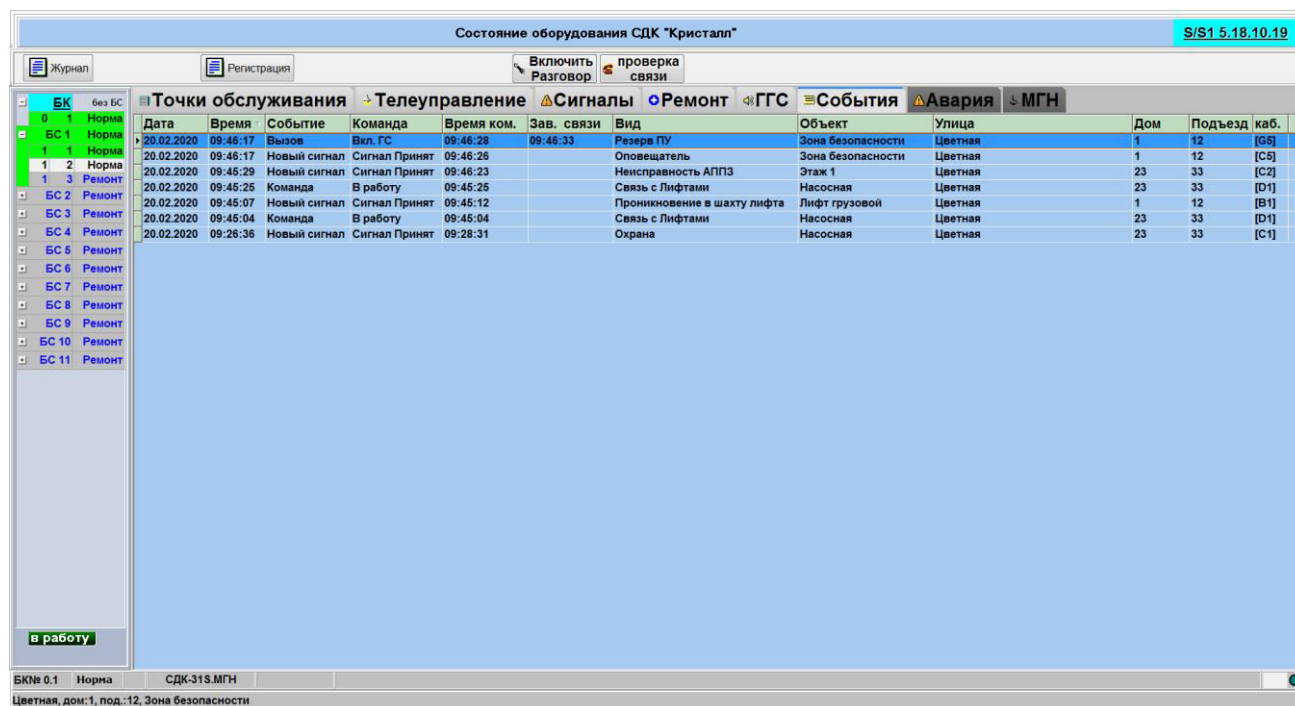 Состояние оборудования СДК "Кристалл" S/S1 5.18.10.19
Журнал Регистрация Включить Разговор проверка связи
БК без БС
0 1 Норма
БС 1 Норма
1 1 Норма
1 2 Норма
1 3 Ремонт
БС 2 Ремонт
БС 3 Ремонт
БС 4 Ремонт
БС 5 Ремонт
БС 6 Ремонт
БС 7 Ремонт
БС 8 Ремонт
БС 9 Ремонт
БС 10 Ремонт
БС 11 Ремонт
в работу
Точки обслуживания Телеуправление Сигналы Ремонт ГГС События Авария МГН
Дата Время Событие Команда Время ком. Зав. связи Вид Объект Улица Дом Подъезд каб.
20.02.2020 09:46:17 Вызов Вкл. ГС 09:46:28 09:46:33 Резерв ПУ Зона безопасности Цветная 1 12 [G5]
20.02.2020 09:46:17 Новый сигнал Сигнал Принят 09:46:26 Оповещатель Зона безопасности Цветная 1 12 [C5]
20.02.2020 09:45:29 Новый сигнал Сигнал Принят 09:46:23 Неисправность АППЗ Этаж 1 Цветная 23 33 [C2]
20.02.2020 09:45:25 Команда В работу 09:45:25 Связь с Лифтами Насосная Цветная 23 33 [D1]
20.02.2020 09:45:07 Новый сигнал Сигнал Принят 09:45:12 Проникновение в шахту лифта Лифт грузовой Цветная 1 12 [B1]
20.02.2020 09:45:04 Команда В работу 09:45:04 Связь с Лифтами Насосная Цветная 23 33 [D1]
20.02.2020 09:26:36 Новый сигнал Сигнал Принят 09:28:31 Охрана Насосная Цветная 23 33 [C1]
БК№ 0.1 Норма СДК-31S.МГН
Цветная, дом:1, под.:12, Зона безопасности